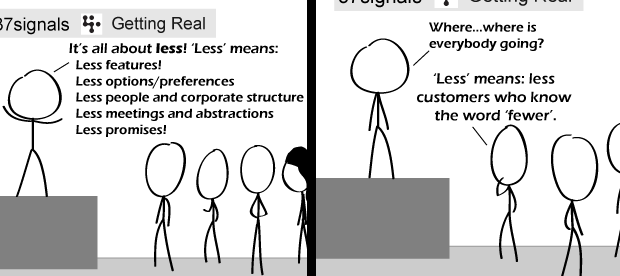 37signals Getting Real
It's all about less! 'Less' means:
Less features!
Less options/preferences
Less people and corporate structure
Less meetings and abstractions
Less promises!
37signals Getting Real
Where...where is
everybody going?
'Less' means: less
customers who know
the word 'fewer'.